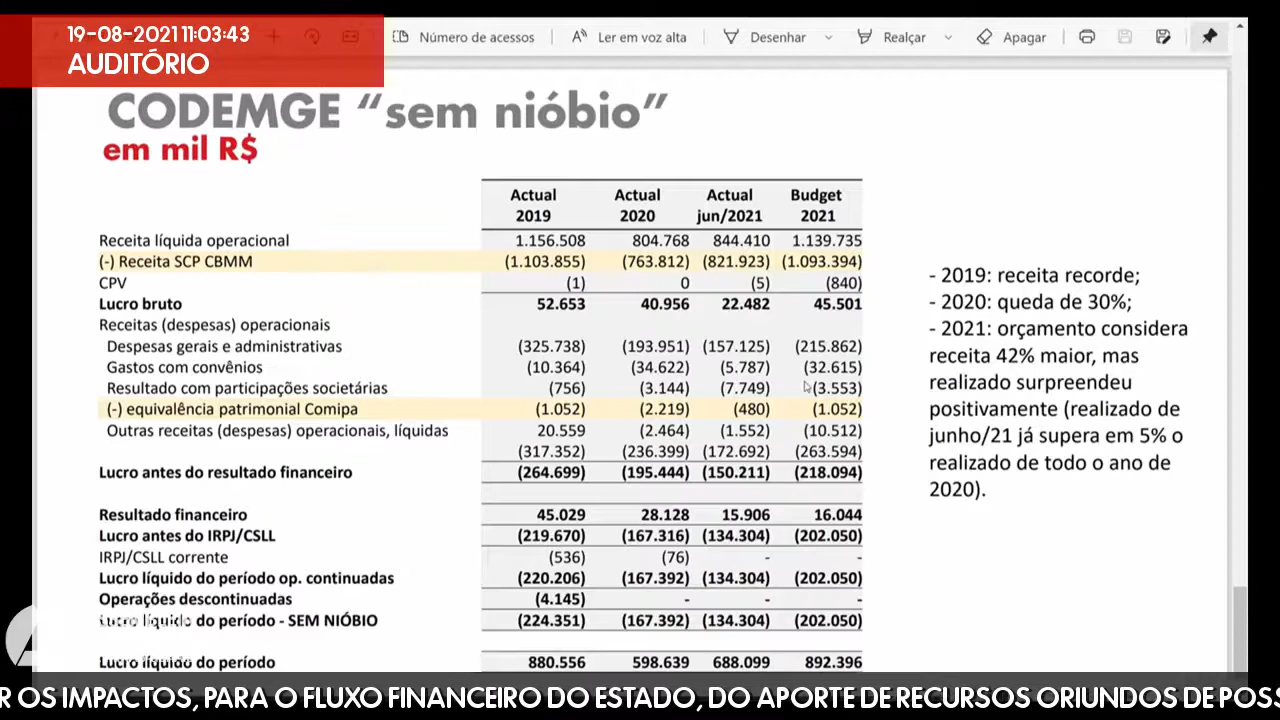 19-08-2021 11:03:43
AUDITÓRIO
Número de acessos
Ler em voz alta
Desenhar
Realçar
Apagar
CODEMGE “sem nióbio”
em mil R$
Actual 2019 Actual 2020 Actual jun/2021 Budget 2021
Receita líquida operacional 1.156.508 804.768 844.410 1.139.735
(-) Receita SCP CBMM (1.103.855) (763.812) (821.923) (1.093.394)
CPV (1) 0 (5) (840)
Lucro bruto 52.653 40.956 22.482 45.501
Receitas (despesas) operacionais
Despesas gerais e administrativas (325.738) (193.951) (157.125) (215.862)
Gastos com convênios (10.364) (34.622) (5.787) (32.615)
Resultado com participações societárias (756) (3.144) (7.749) (3.553)
(-) equivalência patrimonial Comipa (1.052) (2.219) (480) (1.052)
Outras receitas (despesas) operacionais, líquidas 20.559 (2.464) (1.552) (10.512)
(317.352) (236.399) (172.692) (263.594)
Lucro antes do resultado financeiro (264.699) (195.444) (150.211) (218.094)
Resultado financeiro 45.029 28.128 15.906 16.044
Lucro antes do IRPJ/CSLL (219.670) (167.316) (134.304) (202.050)
IRPJ/CSLL corrente (536) (76) - -
Lucro líquido do período op. continuadas (220.206) (167.392) (134.304) (202.050)
Operações descontinuadas (4.145) - - -
Lucro líquido do período - SEM NIÓBIO (224.351) (167.392) (134.304) (202.050)
Lucro líquido do período 880.556 598.639 688.099 892.396
- 2019: receita recorde;
- 2020: queda de 30%;
- 2021: orçamento considera
receita 42% maior, mas
realizado surpreendeu
positivamente (realizado de
junho/21 já supera em 5% o
realizado de todo o ano de
2020).
R OS IMPACTOS, PARA O FLUXO FINANCEIRO DO ESTADO, DO APORTE DE RECURSOS ORIUNDOS DE POSS